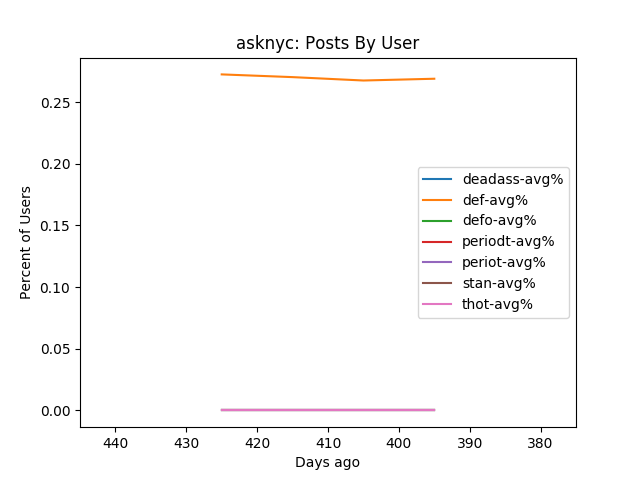 asknyc: Posts By User
Percent of Users
0.25
0.20
0.15
0.10
0.05
0.00
deadass-avg%
def-avg%
defo-avg%
periodt-avg%
periot-avg%
stan-avg%
thot-avg%
440 430 420 410 400 390 380
Days ago